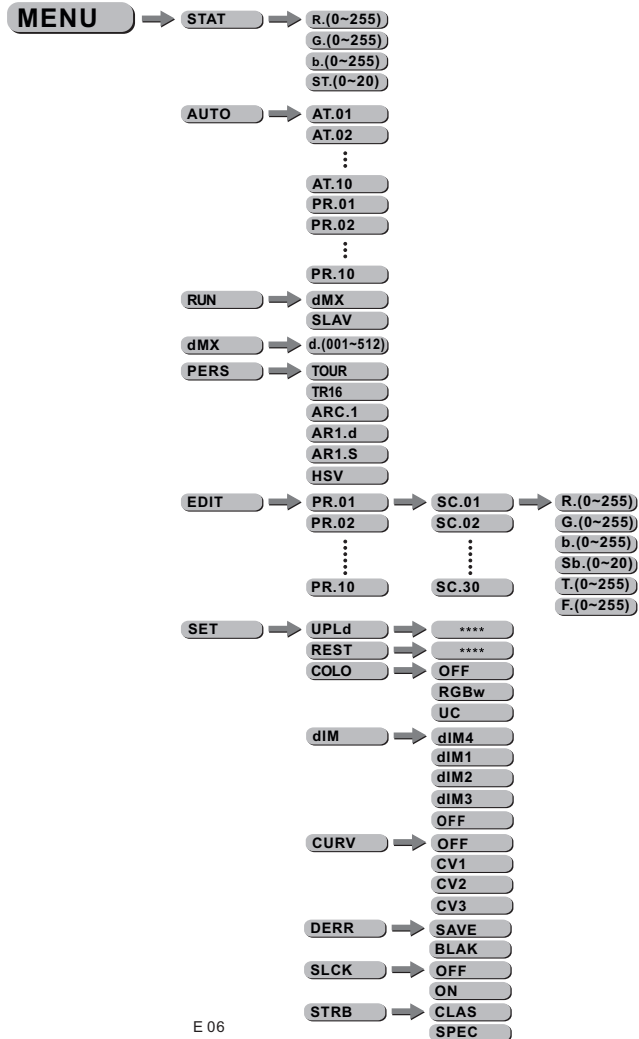 MENU STAT R.(0~255)
G.(0~255)
b.(0~255)
ST.(0~20)
AUTO AT.01
AT.02
AT.10
PR.01
PR.02
PR.10
RUN dMX
SLAV
dMX d.(001~512)
PERS TOUR
TR16
ARC.1
AR1.d
AR1.S
HSV
EDIT PR.01 SC.01 R.(0~255)
PR.02 SC.02 G.(0~255)
b.(0~255)
Sb.(0~20)
PR.10 SC.30 T.(0~255)
F.(0~255)
SET UPLd ****
REST ****
COLO OFF
RGBw
UC
dIM dIM4
dIM1
dIM2
dIM3
OFF
CURV OFF
CV1
CV2
CV3
DERR SAVE
BLAK
SLCK OFF
ON
STRB CLAS
E 06 SPEC